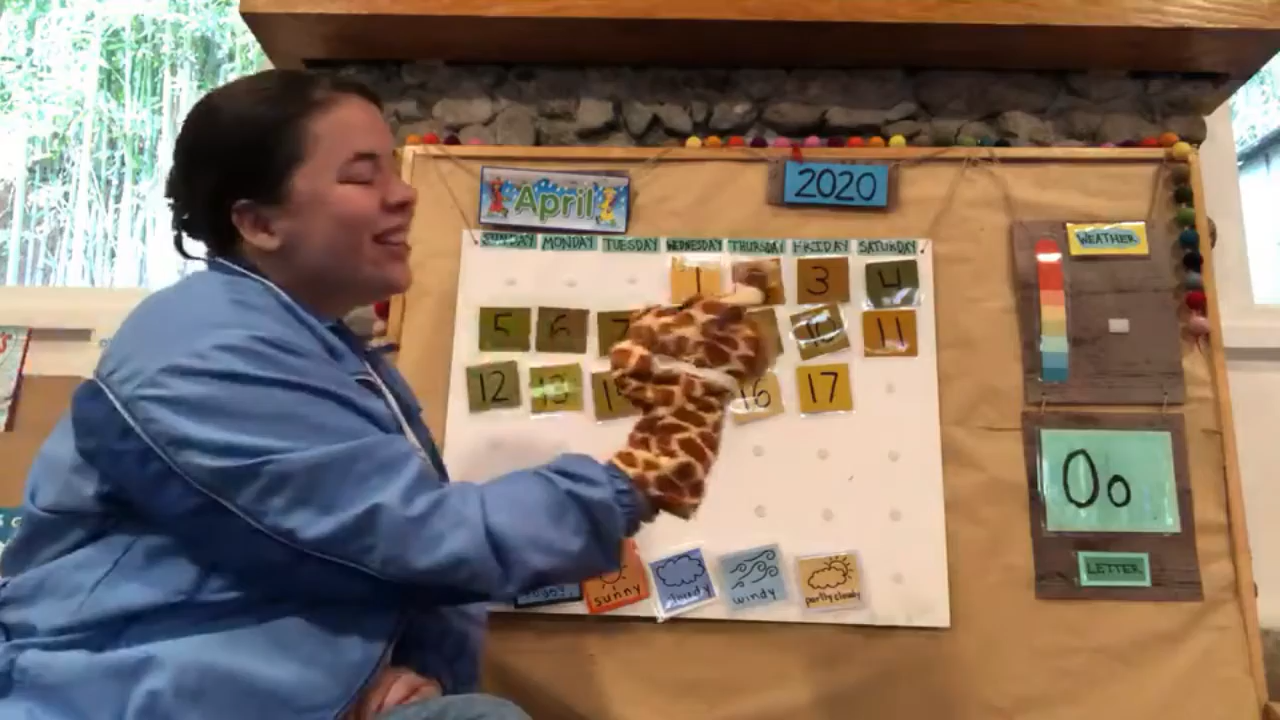 April
2020
SUNDAY MONDAY TUESDAY WEDNESDAY THURSDAY FRIDAY SATURDAY
1 3 4
5 6 7 10 11
12 13 16 17
sunny cloudy windy partly cloudy
WEATHER
Oo
LETTER